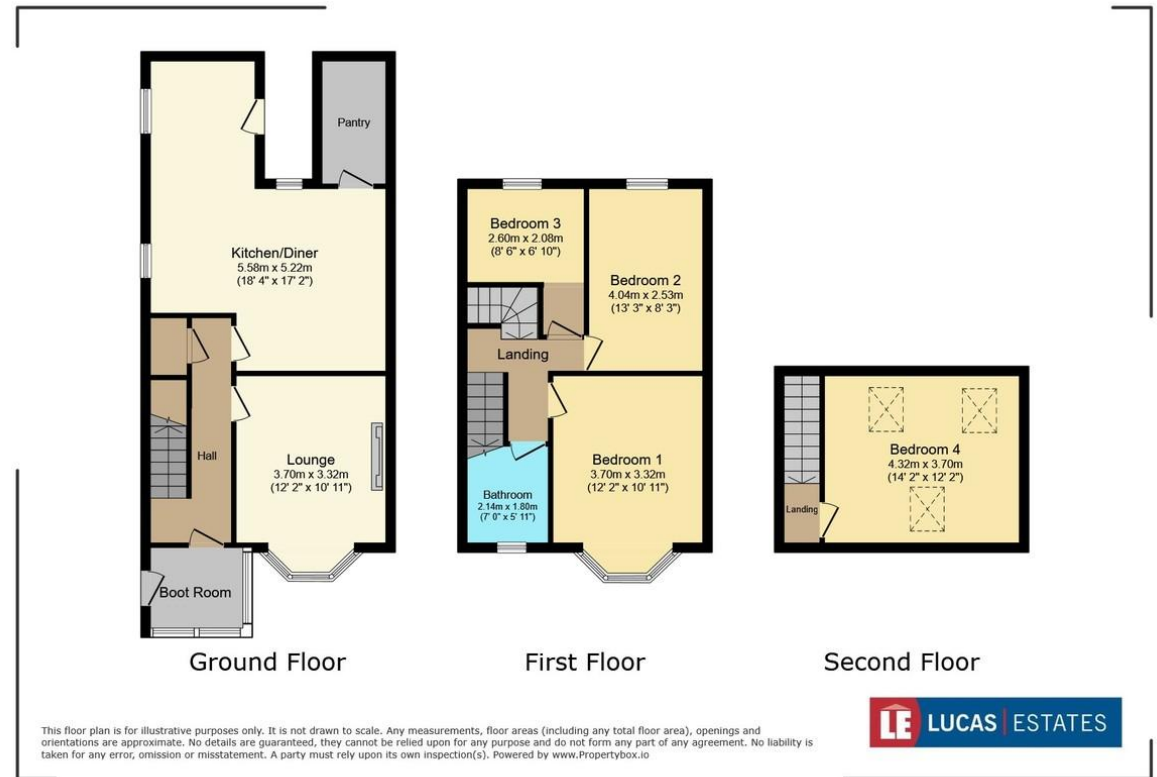 Pantry
Kitchen/Diner
5.58m x 5.22m
(18' 4" x 17' 2")
Hall
Lounge
3.70m x 3.32m
(12' 2" x 10' 11")
Boot Room
Ground Floor
Bedroom 3
2.60m x 2.08m
(8' 6" x 6' 10")
Bedroom 2
4.04m x 2.53m
(13' 3" x 8' 3")
Landing
Bedroom 1
3.70m x 3.32m
(12' 2" x 10' 11")
Bathroom
2.14m x 1.80m
(7' 0" x 5' 11")
First Floor
Bedroom 4
4.32m x 3.70m
(14' 2" x 12' 2")
Landing
Second Floor
This floor plan is for illustrative purposes only. It is not drawn to scale. Any measurements, floor areas (including any total floor area), openings and
orientations are approximate. No details are guaranteed, they cannot be relied upon for any purpose and do not form any part of any agreement. No liability is
taken for any error, omission or misstatement. A party must rely upon its own inspection(s). Powered by www.Propertybox.io
LE LUCAS ESTATES